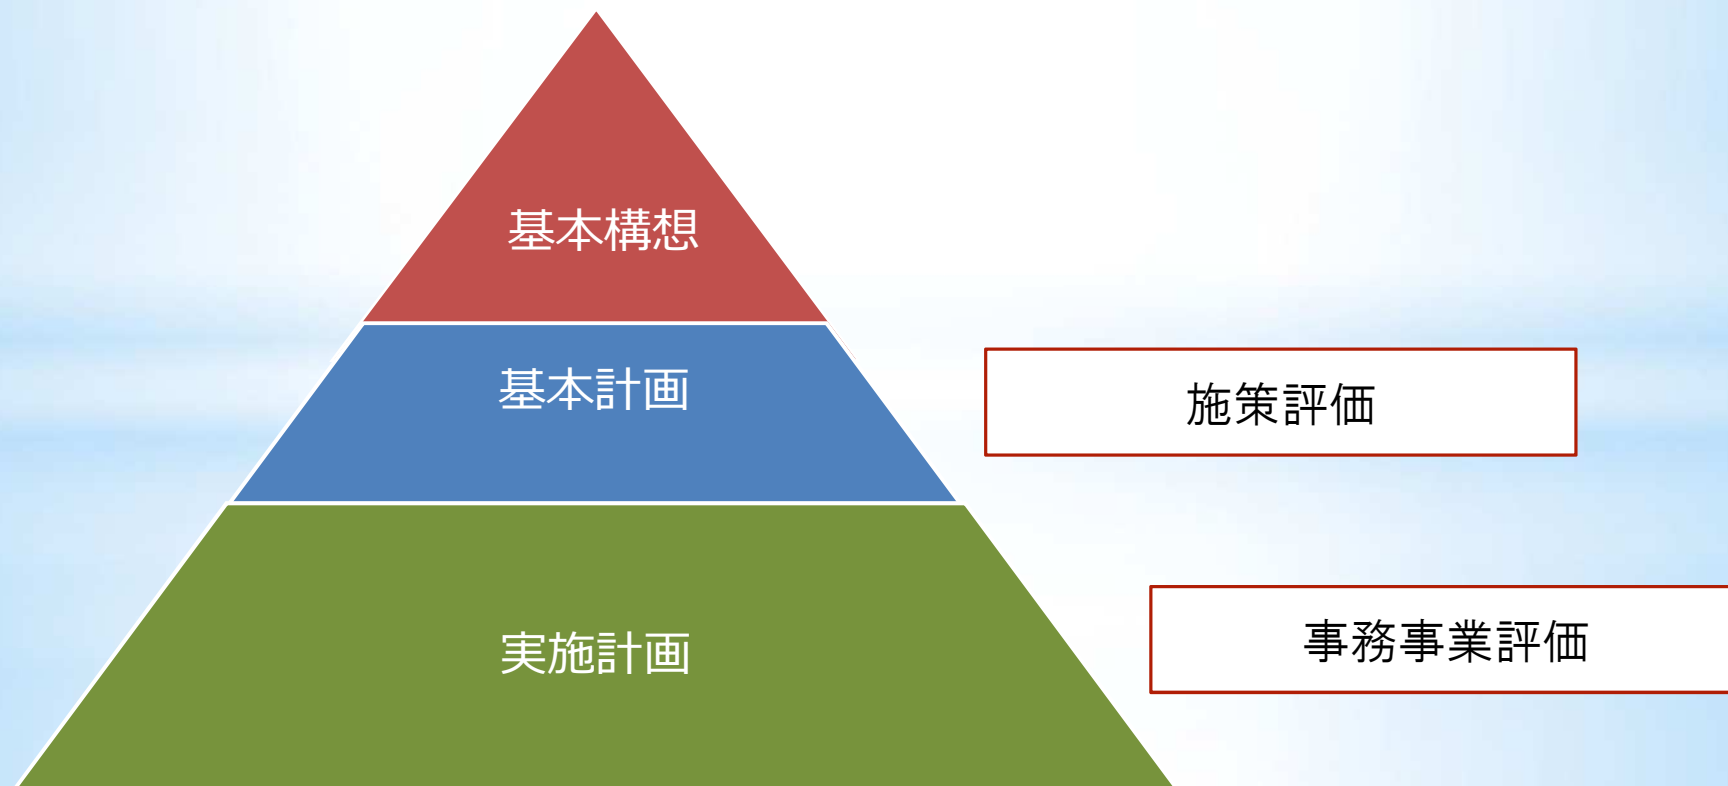 基本構想
基本計画
施策評価
事務事業評価
実施計画